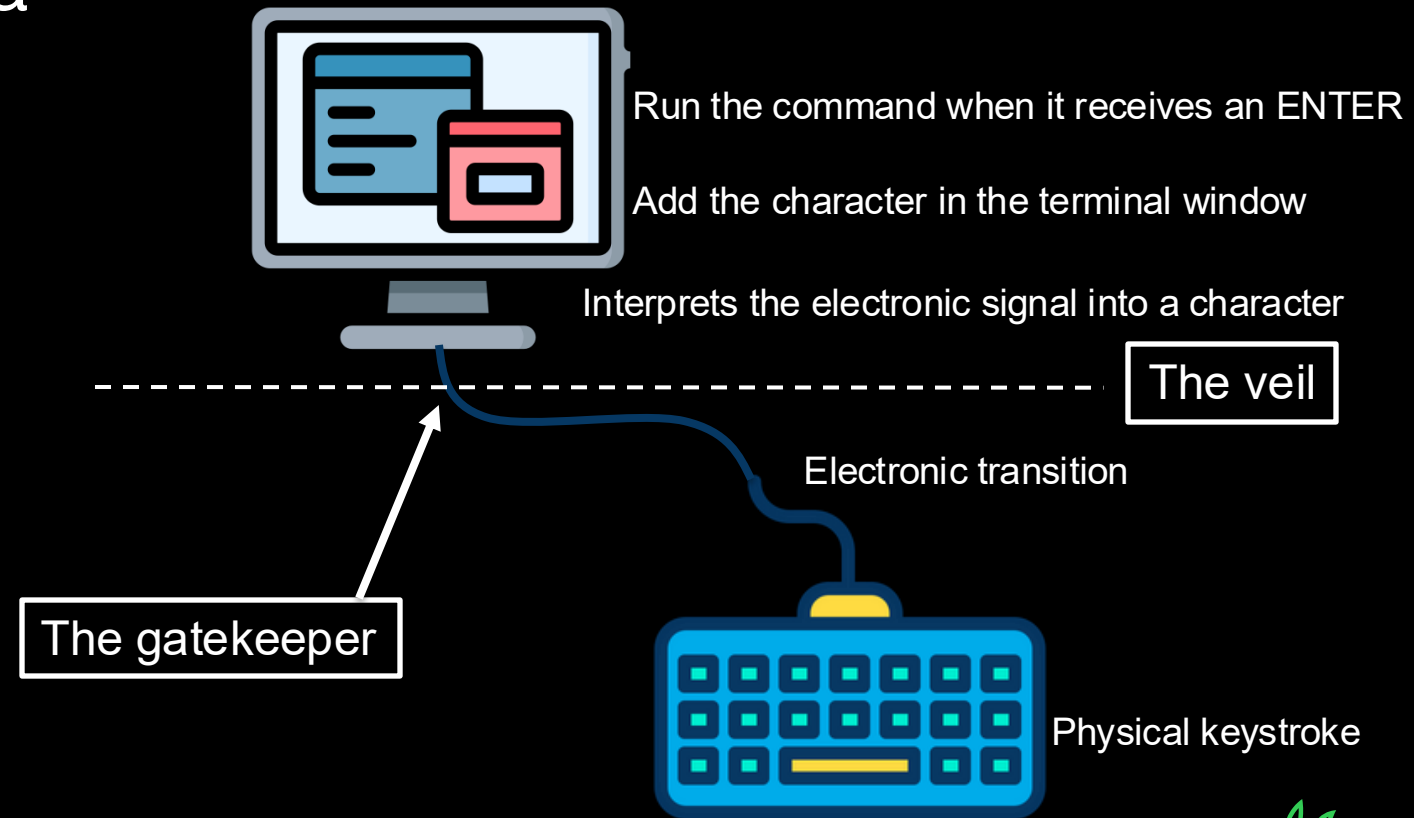 Run the command when it receives an ENTER
Add the character in the terminal window
Interprets the electronic signal into a character
The veil
Electronic transition
The gatekeeper
Physical keystroke